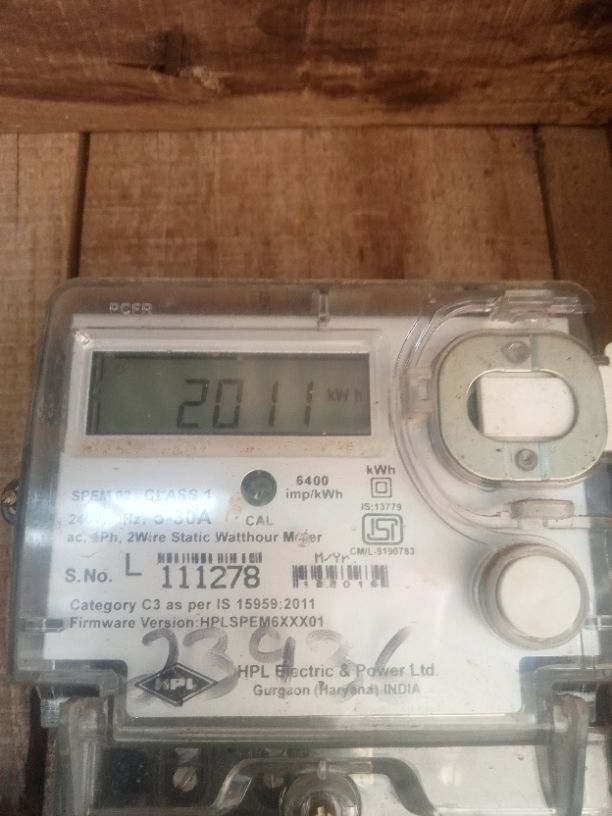 2011 kWh
6400
imp/kWh
kWh
IS:13779
SPEM 02 CLASS 1
5-30A
CAL
CM/L-9190783
ac, 1Ph, 2Wire Static Watthour Meter
M/Yr.
S.No. L 111278
Category C3 as per IS 15959:2011
Firmware Version:HPLSPEM6XXX01
HPL
HPL Electric & Power Ltd.
Gurgaon (Haryana) INDIA